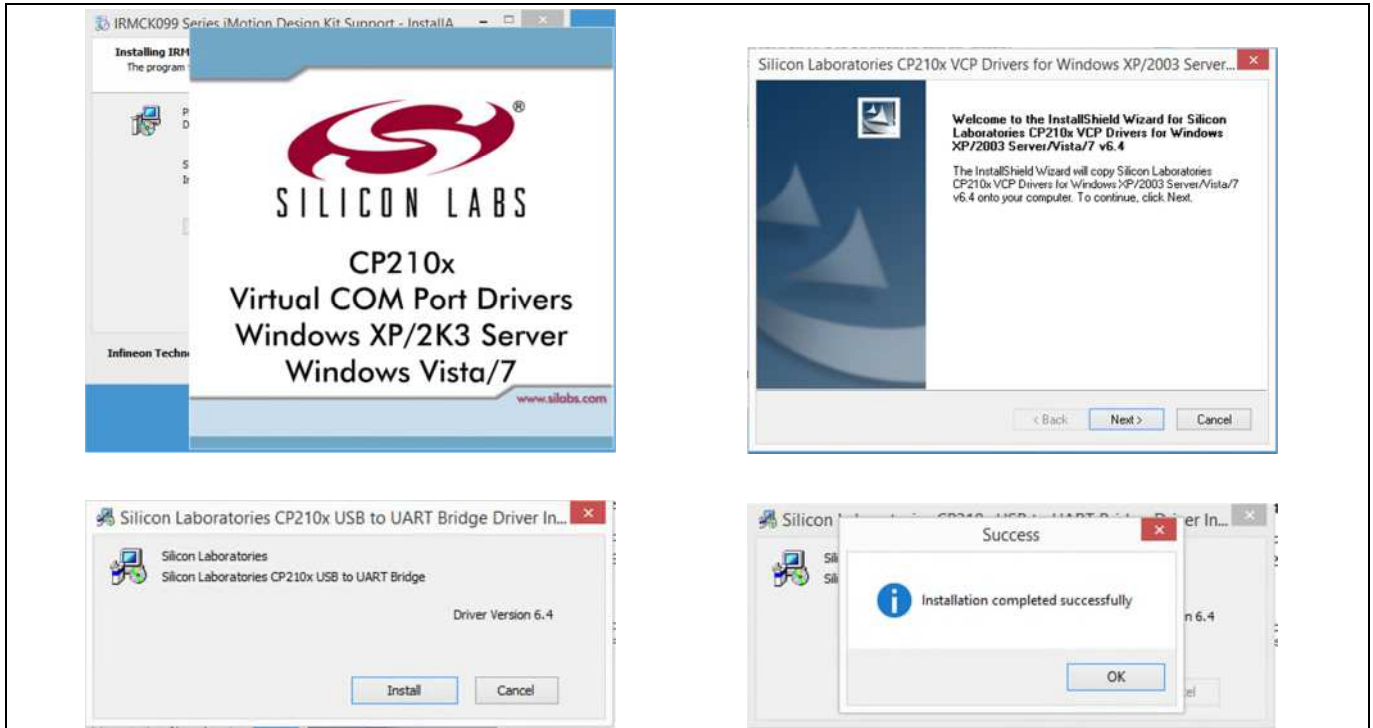 IRMCK099 Series iMotion Design Kit Support - InstallA
Installing IRM
The program
P
D
S
Ir
Infineon Techn
®
SILICON LABS
CP210x
Virtual COM Port Drivers
Windows XP/2K3 Server
Windows Vista/7
www.silabs.com
Silicon Laboratories CP210x VCP Drivers for Windows XP/2003 Server...
Welcome to the InstallShield Wizard for Silicon
Laboratories CP210x VCP Drivers for Windows
XP/2003 Server/Vista/7 v6.4
The InstallShield Wizard will copy Silicon Laboratories
CP210x VCP Drivers for Windows XP/2003 Server/Vista/7
v6.4 onto your computer. To continue, click Next.
< Back Next > Cancel
Silicon Laboratories CP210x USB to UART Bridge Driver In...
Silicon Laboratories
Silicon Laboratories CP210x USB to UART Bridge
Driver Version 6.4
Install Cancel
Silicon
er In...
Success
Sili
Sili
Installation completed successfully
n 6.4
OK
el